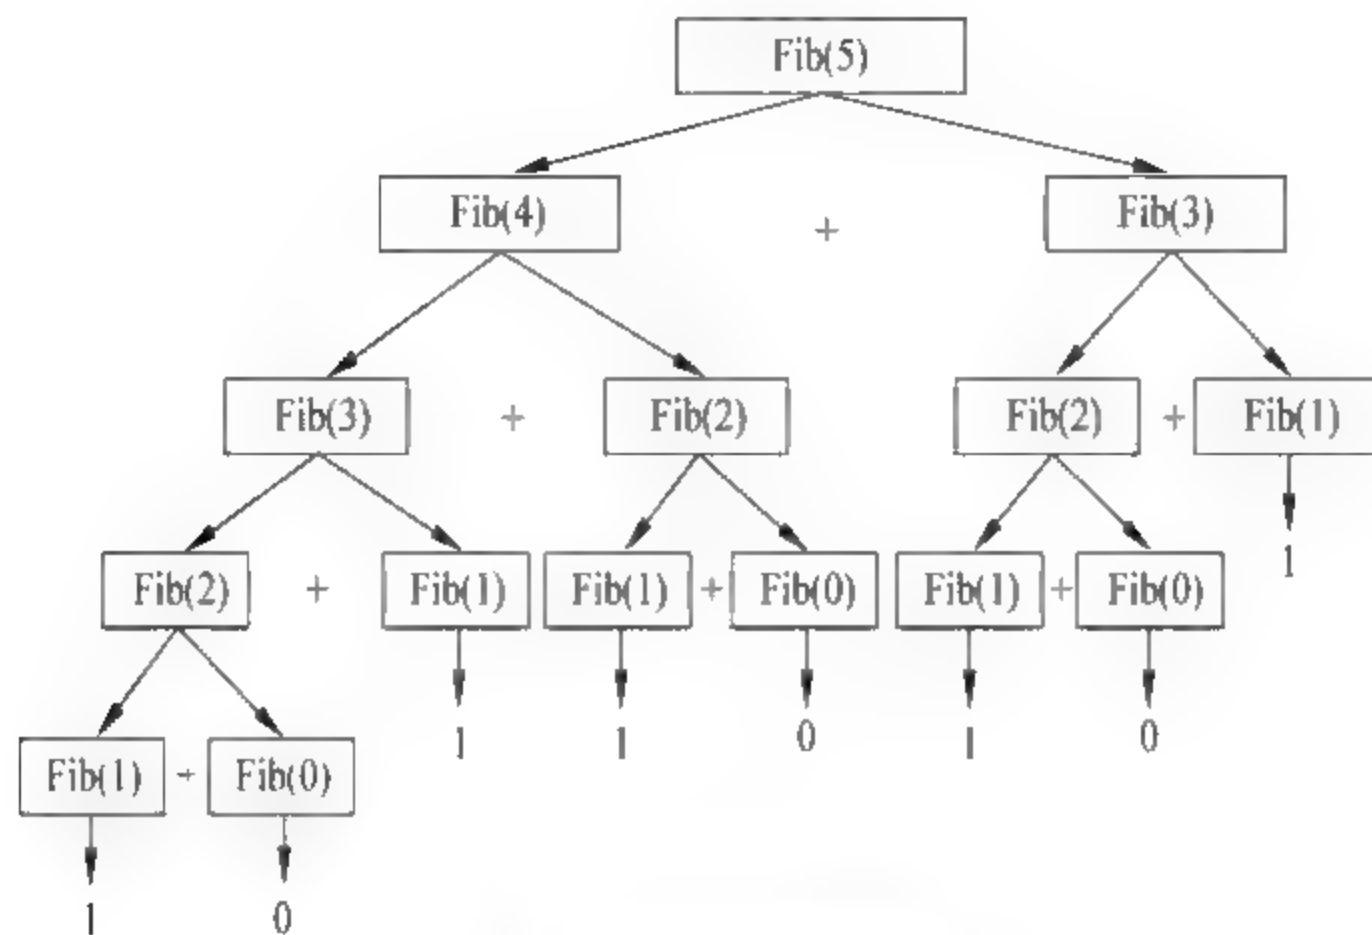 Fib(5)
Fib(4) + Fib(3)
Fib(3) + Fib(2) Fib(2) + Fib(1)
Fib(2) + Fib(1) Fib(1) + Fib(0) Fib(1) + Fib(0) 1
Fib(1) + Fib(0) 1 1 0 1 0
1 0